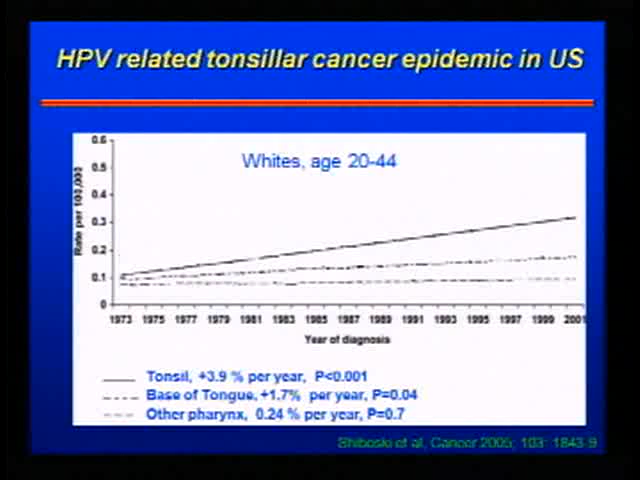 HPV related tonsillar cancer epidemic in US
Whites, age 20-44
Rate per 100,000
0.6
0.5
0.4
0.3
0.2
0.1
0
1973 1975 1977 1979 1981 1983 1985 1987 1989 1991 1993 1995 1997 1999 2001
Year of diagnosis
Tonsil, +3.9 % per year, P<0.001
Base of Tongue, +1.7% per year, P=0.04
Other pharynx, 0.24 % per year, P=0.7
Shiboski et al, Cancer 2005; 103: 1843-9